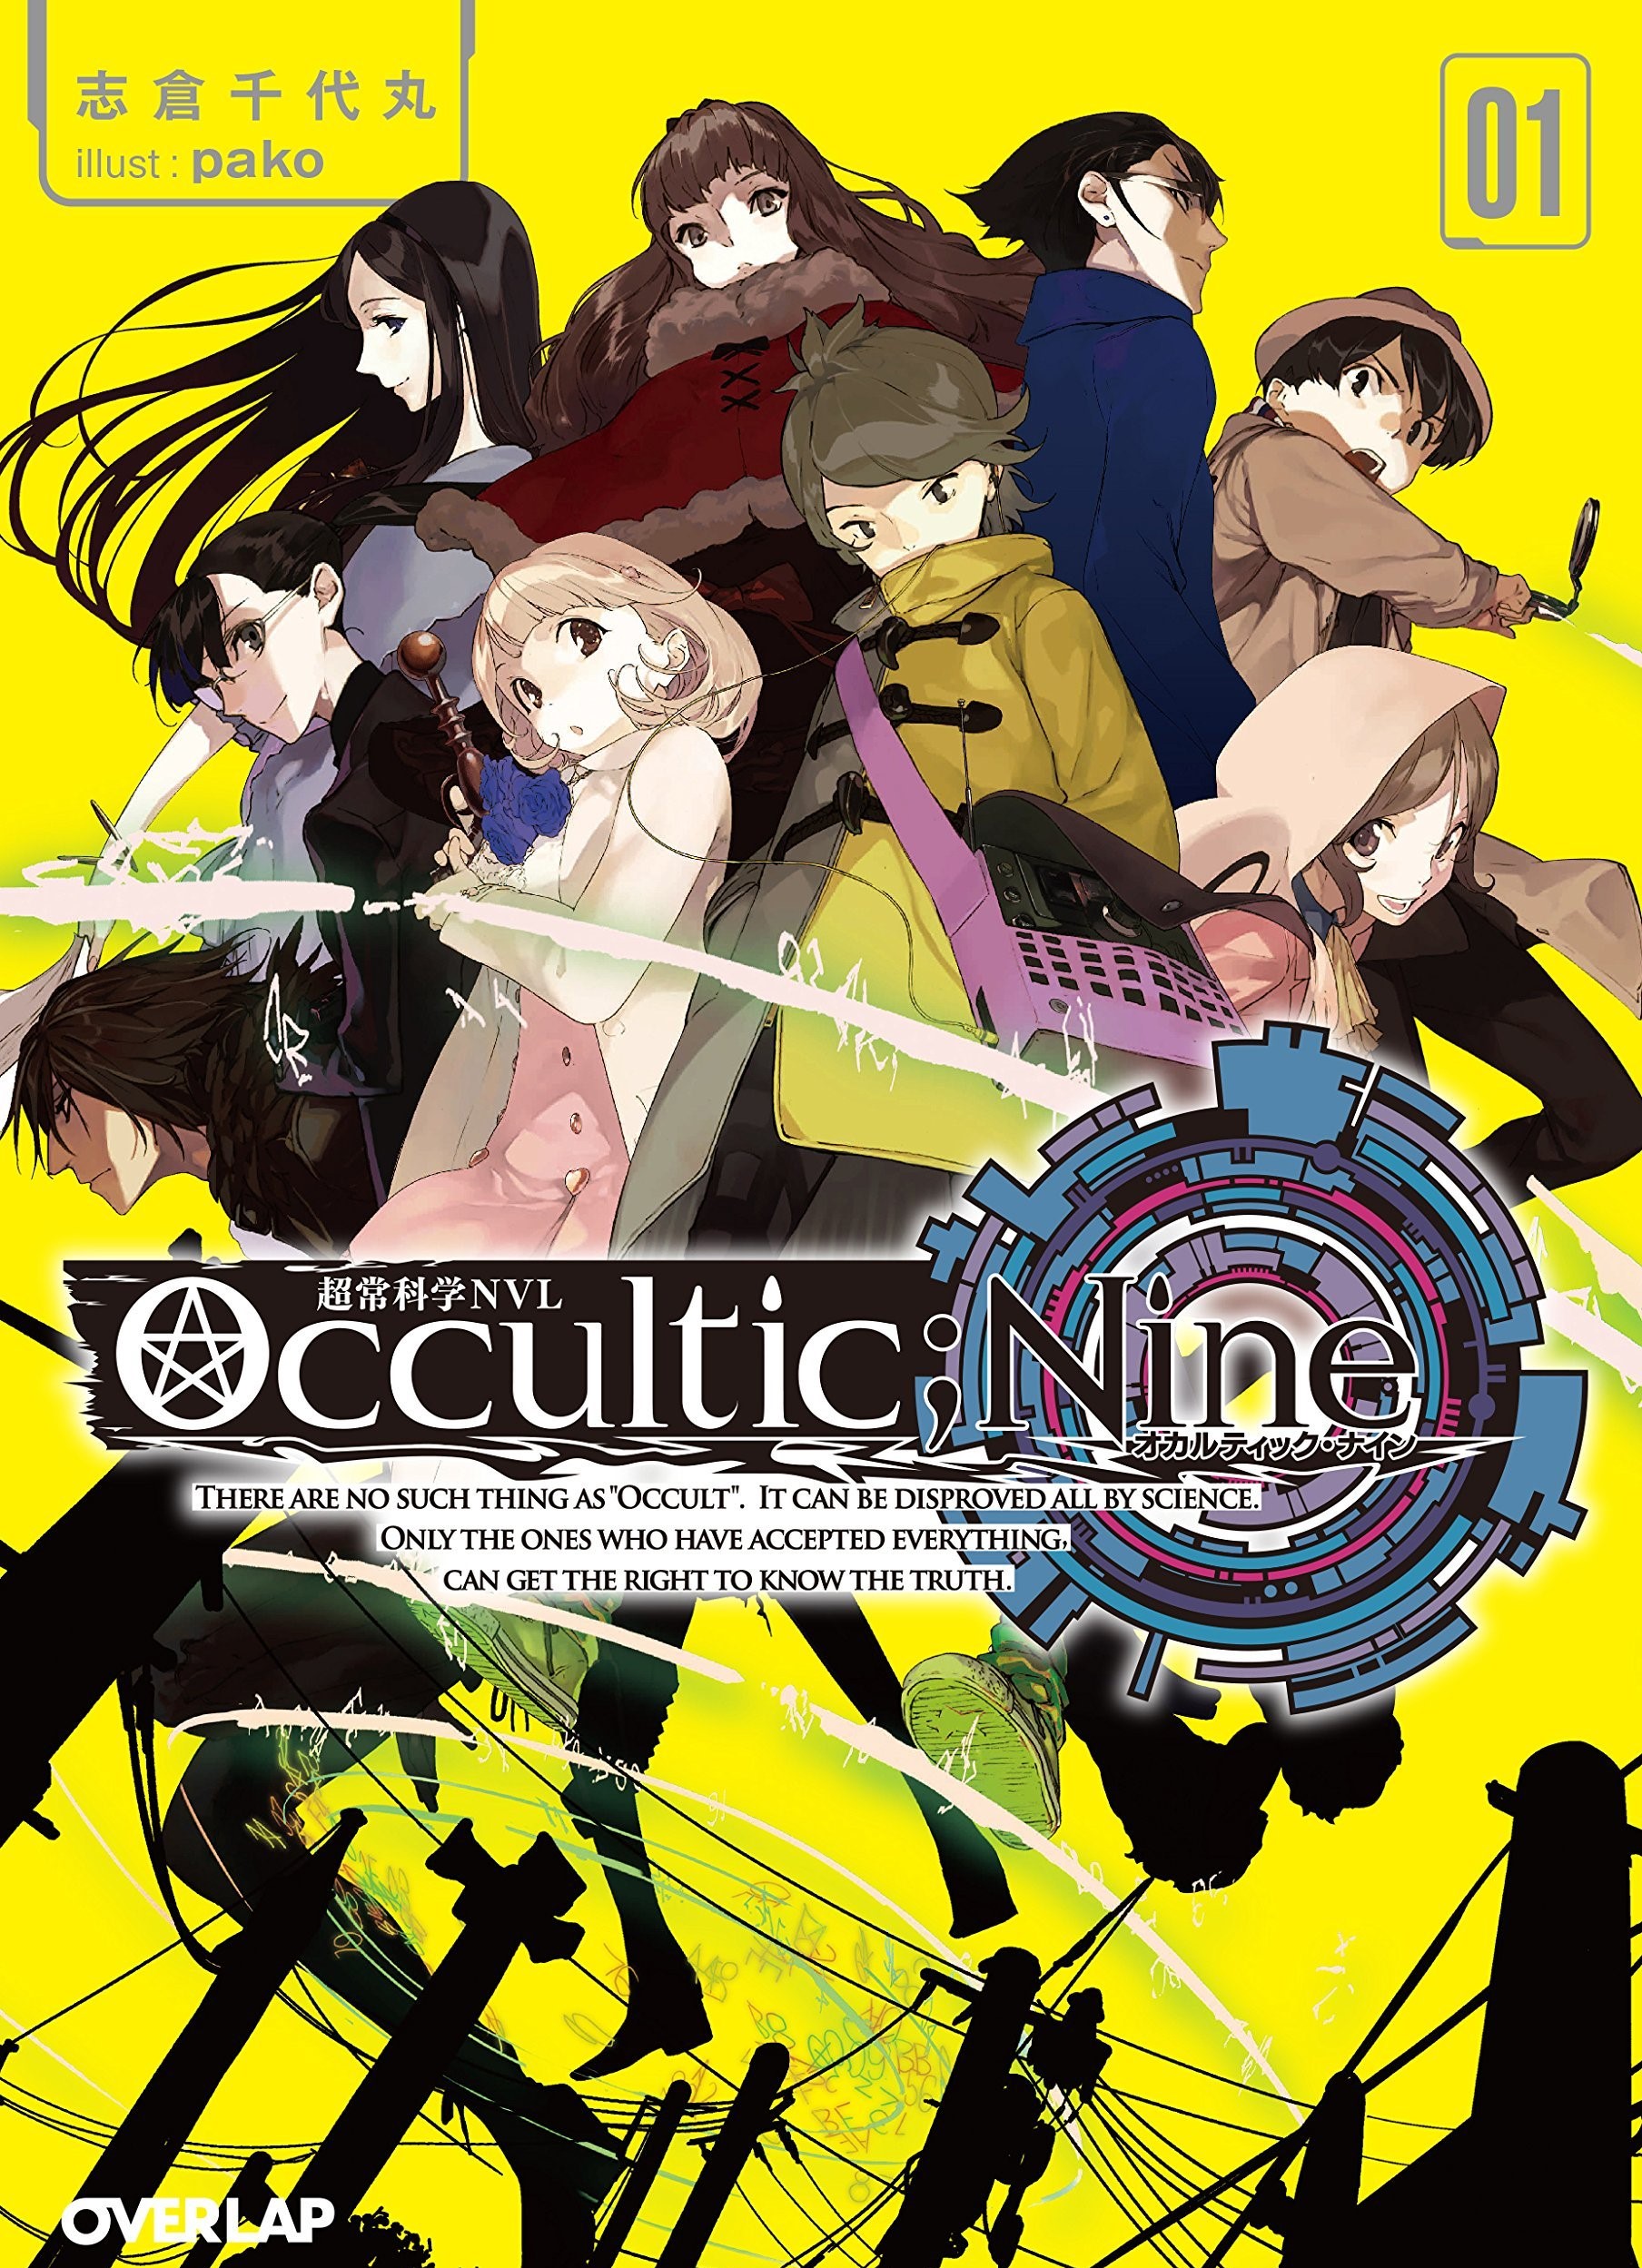 志倉千代丸
illust : pako
01
超常科学NVL
Occultic;Nine
オカルティック・ナイン
THERE ARE NO SUCH THING AS "OCCULT". IT CAN BE DISPROVED ALL BY SCIENCE.
ONLY THE ONES WHO HAVE ACCEPTED EVERYTHING,
CAN GET THE RIGHT TO KNOW THE TRUTH.
OVERLAP